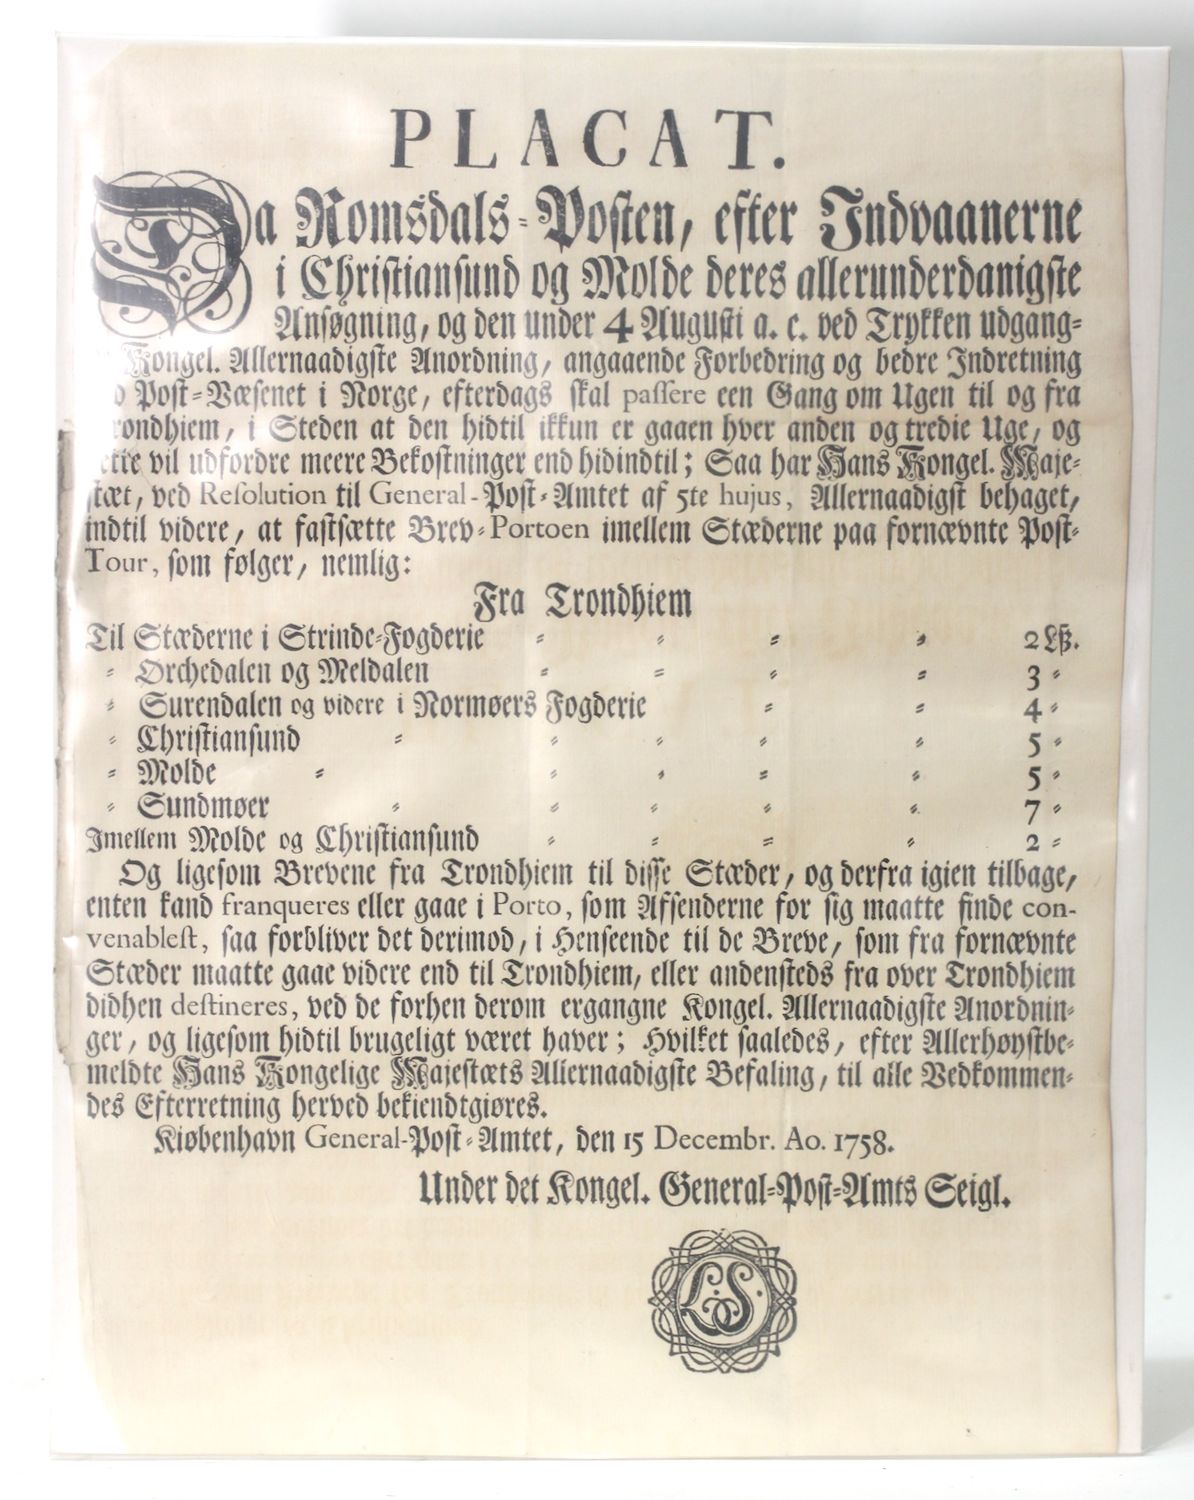 PLACAT.
Da Romsdals-Posten, efter Indvaanerne
i Christiansund og Molde deres allerunderdanigste
Ansøgning, og den under 4 Augusti a. c. ved Trykken udgang-
Kongel. Allernaadigste Anordning, angaaende Forbedring og bedre Indretning
Post-Væsenet i Norge, efterdags skal passere een Gang om Ugen til og fra
rondhiem, i Steden at den hidtil ikkun er gaaen hver anden og tredie Uge, og
ette vil udfordre meere Bekostninger end hidindtil; Saa har Hans Kongel. Maje-
stæt, ved Resolution til General-Post-Amtet af 5te hujus, Allernaadigst behaget,
indtil videre, at fastsætte Brev-Portoen imellem Stæderne paa fornævnte Post-
Tour, som følger, nemlig:
Fra Trondhiem
Til Stæderne i Strinde-Fogderie - - - - 2 Lß.
- Orchedalen og Meldalen - - - - 3 -
- Surendalen og videre i Normøers Fogderie - - 4 -
- Christiansund - - - - - 5 -
- Molde - - - - - 5 -
- Sundmøer - - - - - 7 -
Imellem Molde og Christiansund - - - - 2 -
Og ligesom Brevene fra Trondhiem til disse Stæder, og derfra igien tilbage,
enten kand franqueres eller gaae i Porto, som Afsenderne for sig maatte finde con-
venablest, saa forbliver det derimod, i Henseende til de Breve, som fra fornævnte
Stæder maatte gaae videre end til Trondhiem, eller andensteds fra over Trondhiem
didhen destineres, ved de forhen derom ergangne Kongel. Allernaadigste Anordnin-
ger, og ligesom hidtil brugeligt været haver; Hvilket saaledes, efter Allerhøystbe-
meldte Hans Kongelige Majestæts Allernaadigste Befaling, til alle Vedkommen-
des Efterretning herved bekiendtgiøres.
Kiøbenhavn General-Post-Amtet, den 15 Decembr. Ao. 1758.
Under det Kongel. General-Post-Amts Seigl.
L.S.